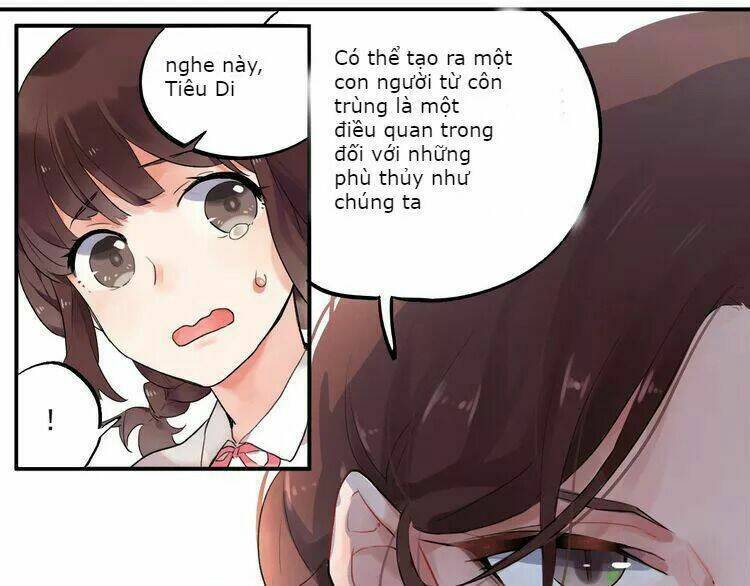 nghe này,
Tiêu Di
Có thể tạo ra một
con người từ côn
trùng là một
điều quan trong
đối với những
phù thủy như
chúng ta
!